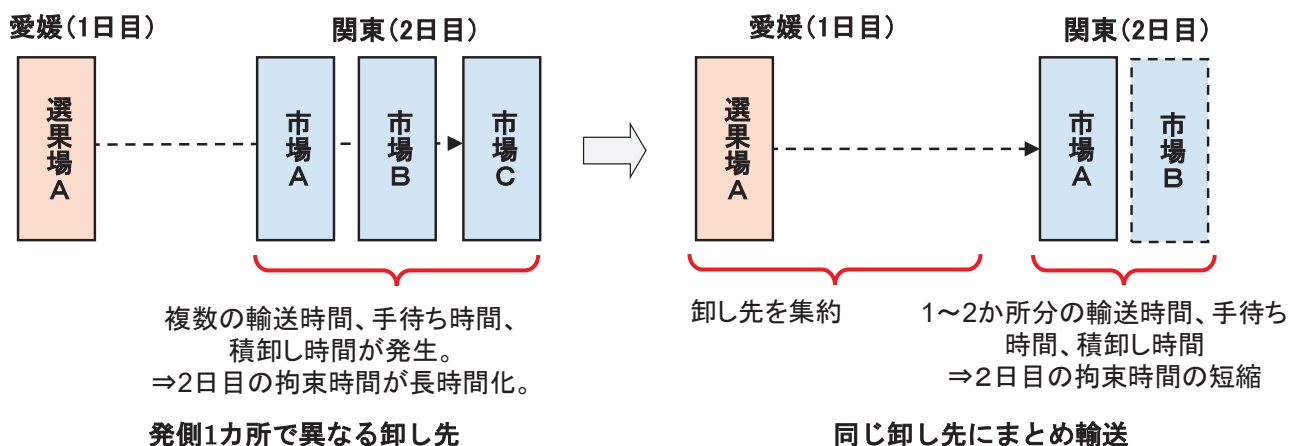 愛媛(1日目)
関東(2日目)
選果場A
市場A
市場B
市場C
複数の輸送時間、手待ち時間、
積卸し時間が発生。
⇒2日目の拘束時間が長時間化。
発側1カ所で異なる卸し先
愛媛(1日目)
関東(2日目)
選果場A
市場A
市場B
卸し先を集約
1～2か所分の輸送時間、手待ち
時間、積卸し時間
⇒2日目の拘束時間の短縮
同じ卸し先にまとめ輸送